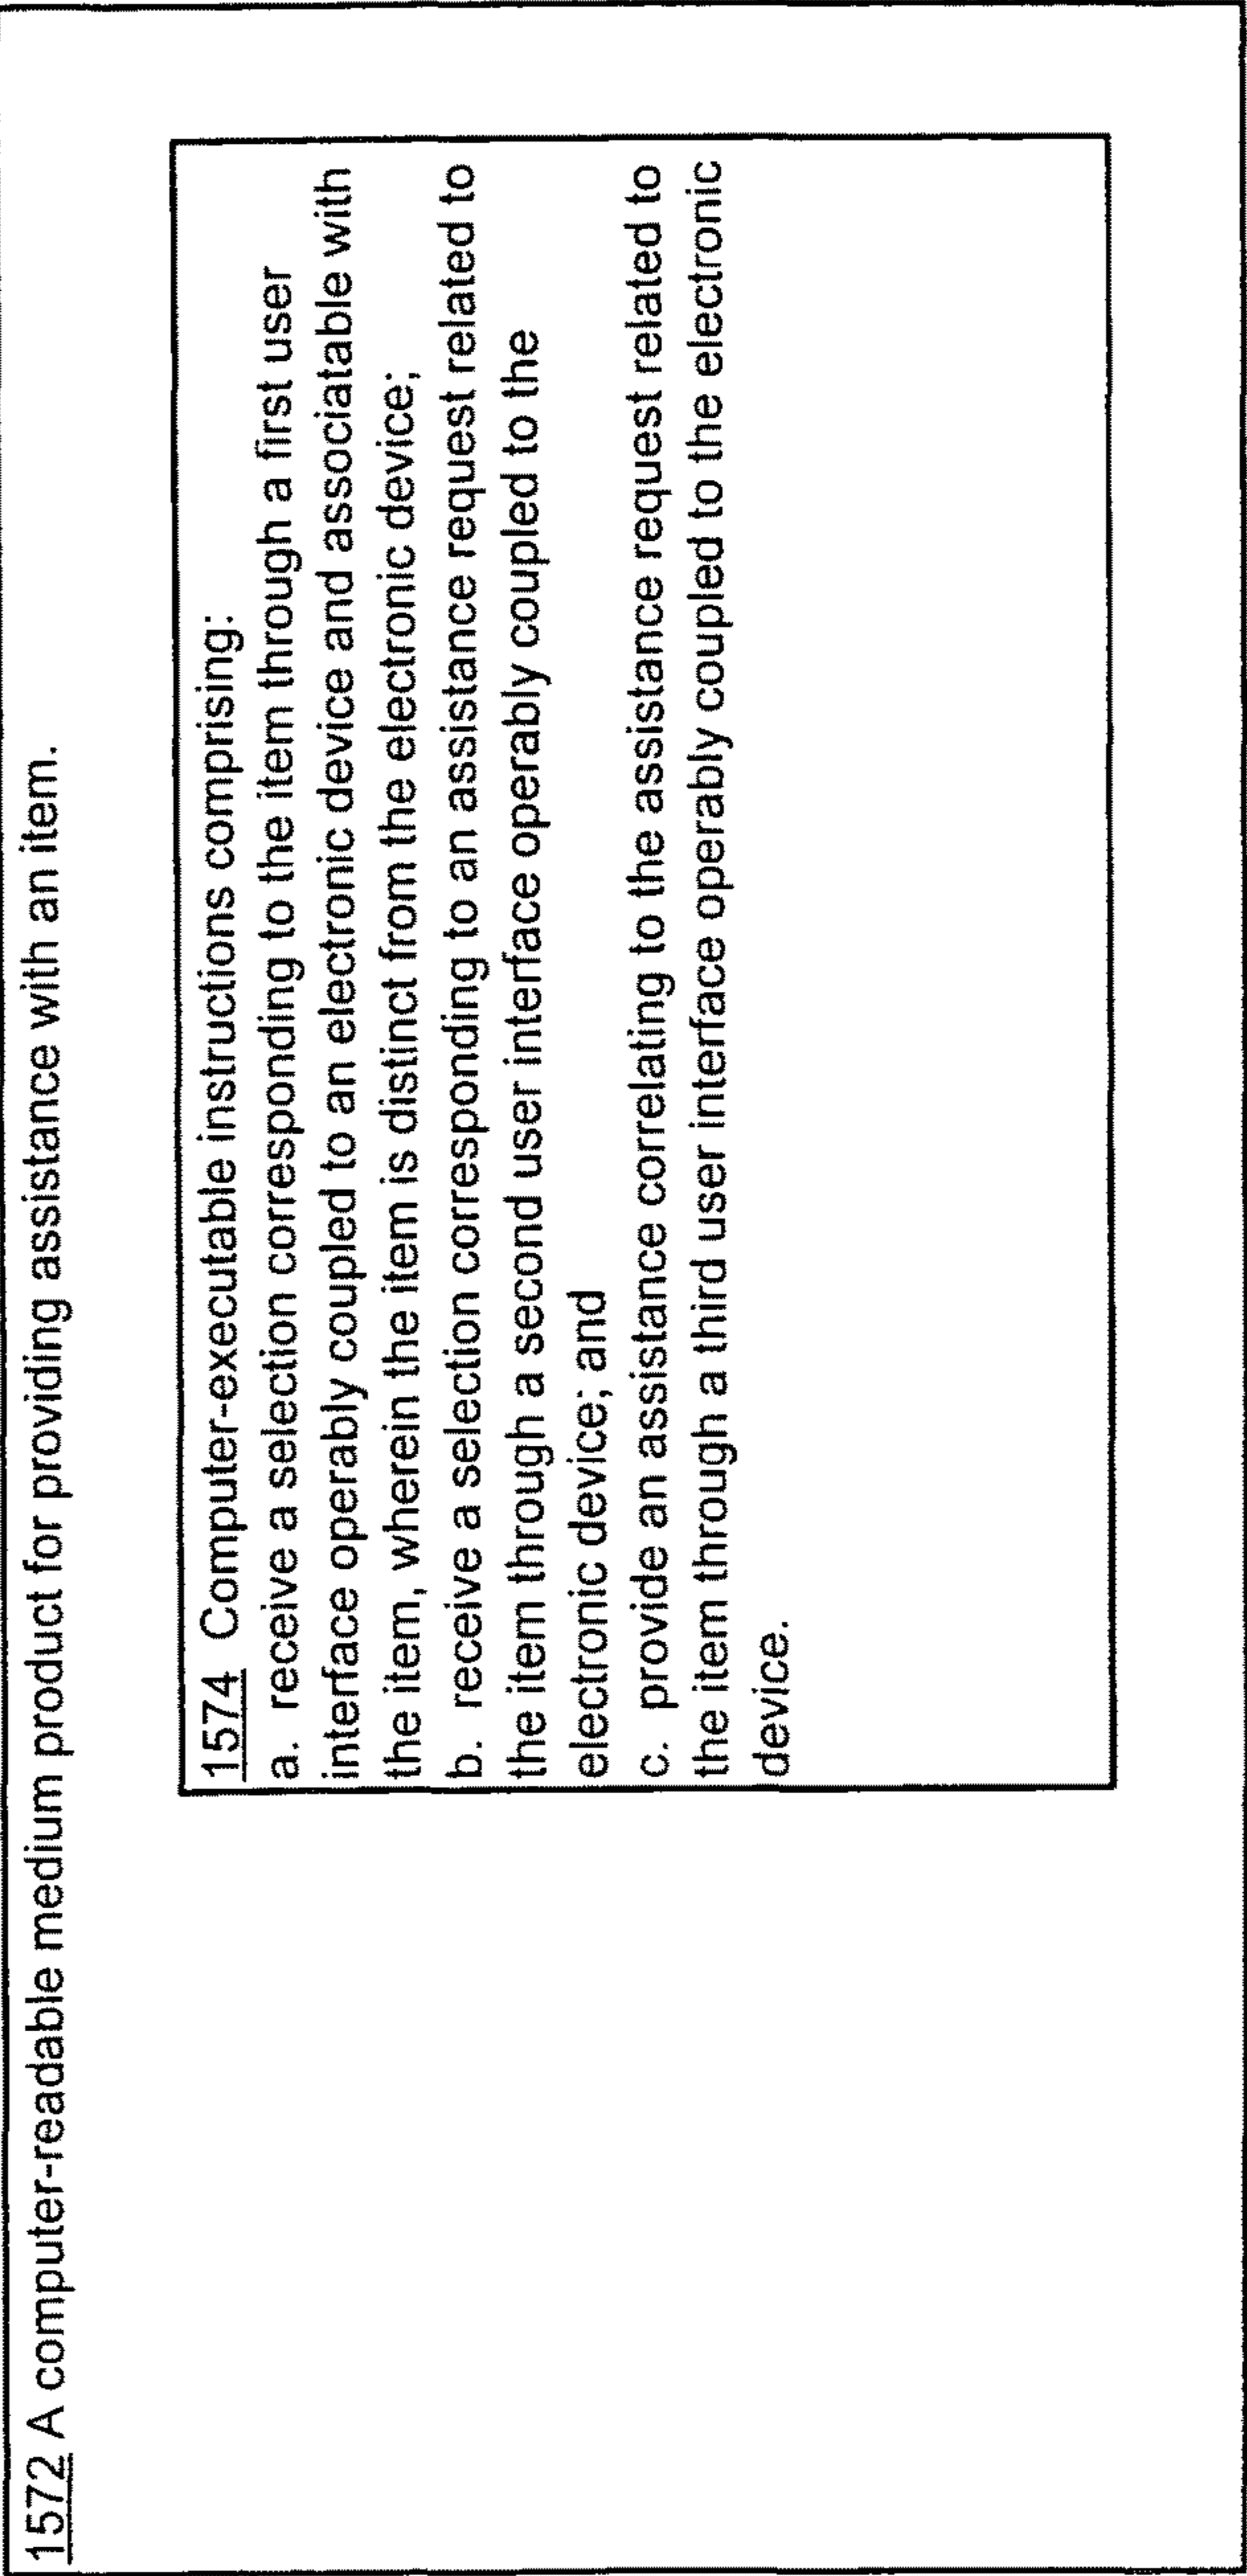 1572 A computer-readable medium product for providing assistance with an item.
1574 Computer-executable instructions comprising:
a. receive a selection corresponding to the item through a first user
interface operably coupled to an electronic device and associatable with
the item, wherein the item is distinct from the electronic device;
b. receive a selection corresponding to an assistance request related to
the item through a second user interface operably coupled to the
electronic device; and
c. provide an assistance correlating to the assistance request related to
the item through a third user interface operably coupled to the electronic
device.